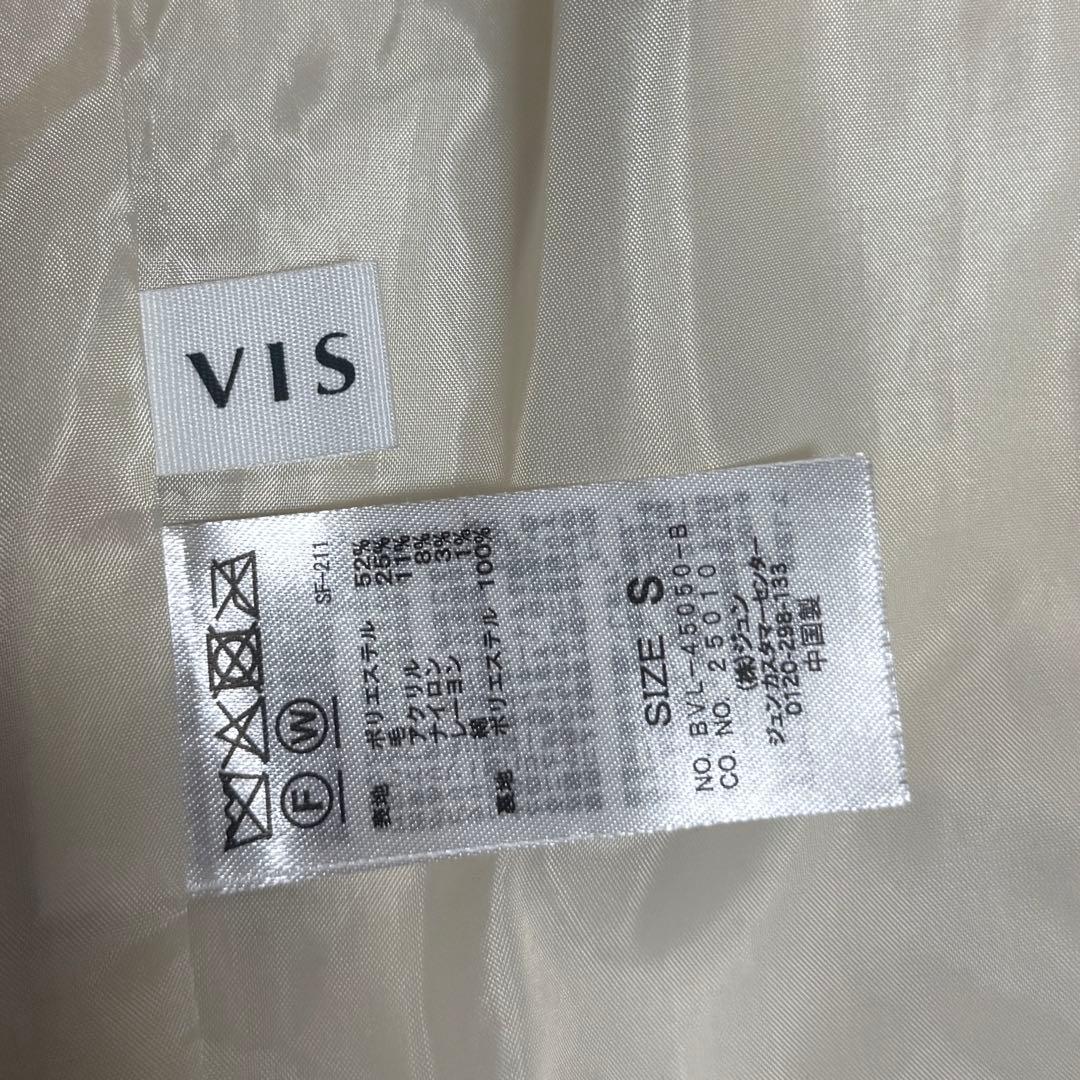 VIS
SF-211
表地 ポリエステル 52%
毛 25%
アクリル 11%
ナイロン 8%
レーヨン 3%
綿 1%
裏地 ポリエステル 100%
SIZE S
NO. BVL-45050-B
CO. NO. 25010
(株)ジュン
ジュンカスタマーセンター
0120-298-133
中国製
F W